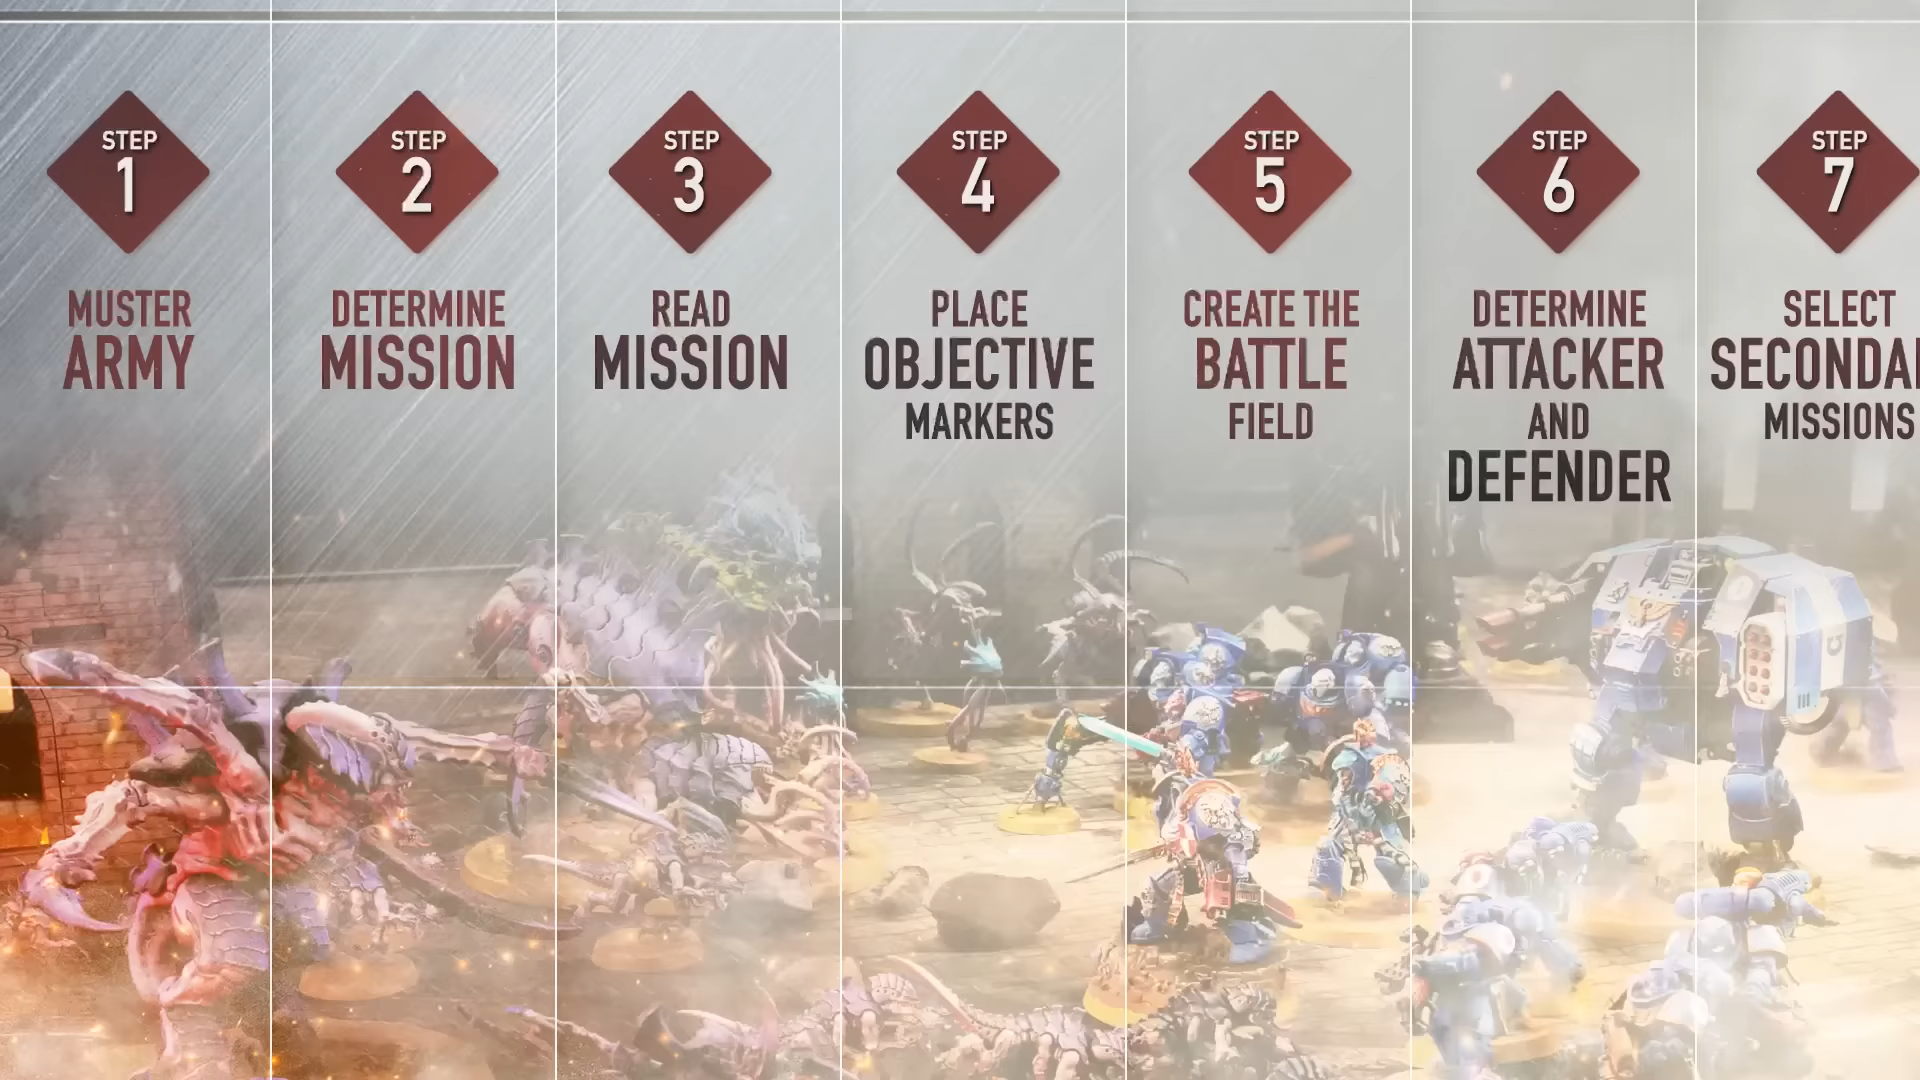 STEP
1
MUSTER
ARMY
STEP
2
DETERMINE
MISSION
STEP
3
READ
MISSION
STEP
4
PLACE
OBJECTIVE
MARKERS
STEP
5
CREATE THE
BATTLE
FIELD
STEP
6
DETERMINE
ATTACKER
AND
DEFENDER
STEP
7
SELECT
MISSIONS